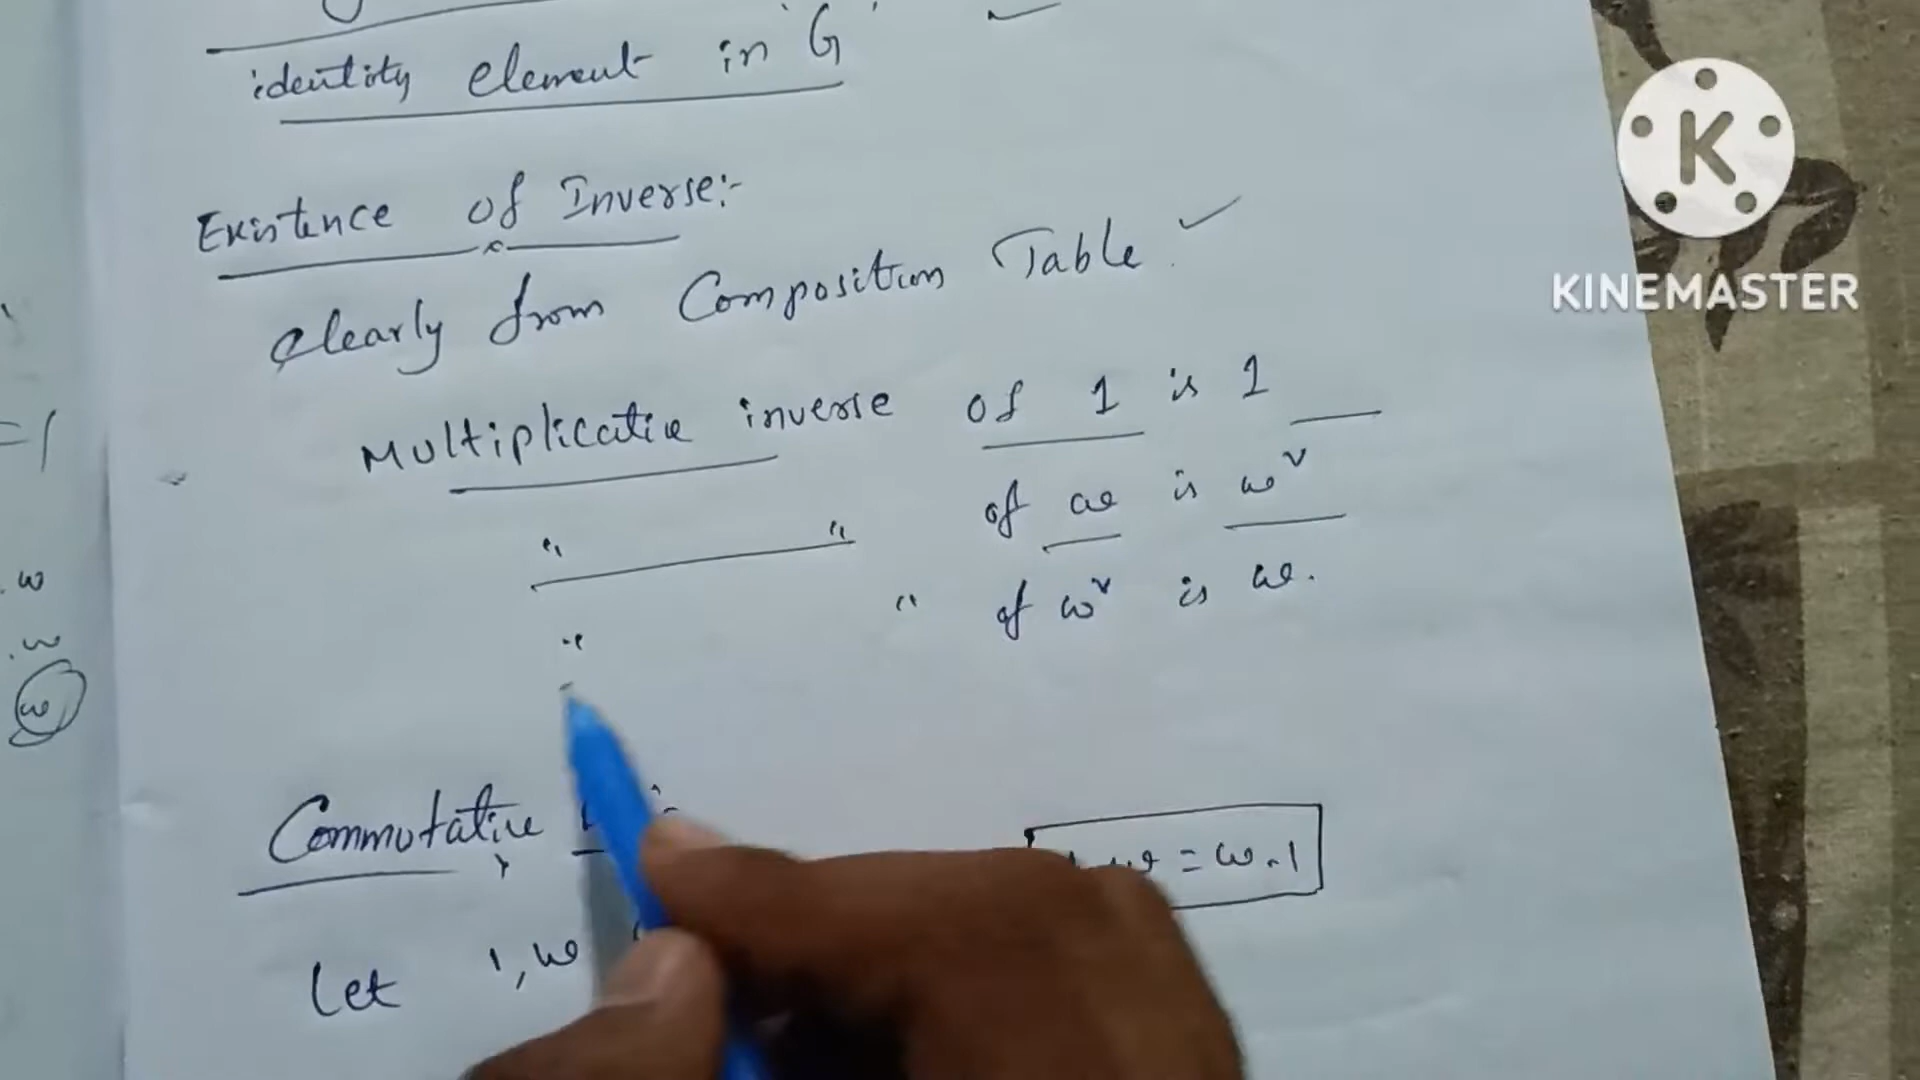 identity element in 'G'
Existence of Inverse:-
Clearly from Composition Table
Multiplicative inverse of 1 is 1
" " of ω is ω²
" " of ω² is ω.
Commutative
ω = ω.1
Let 1, ω
= 1
. ω
. ω
ω
K
KINEMASTER